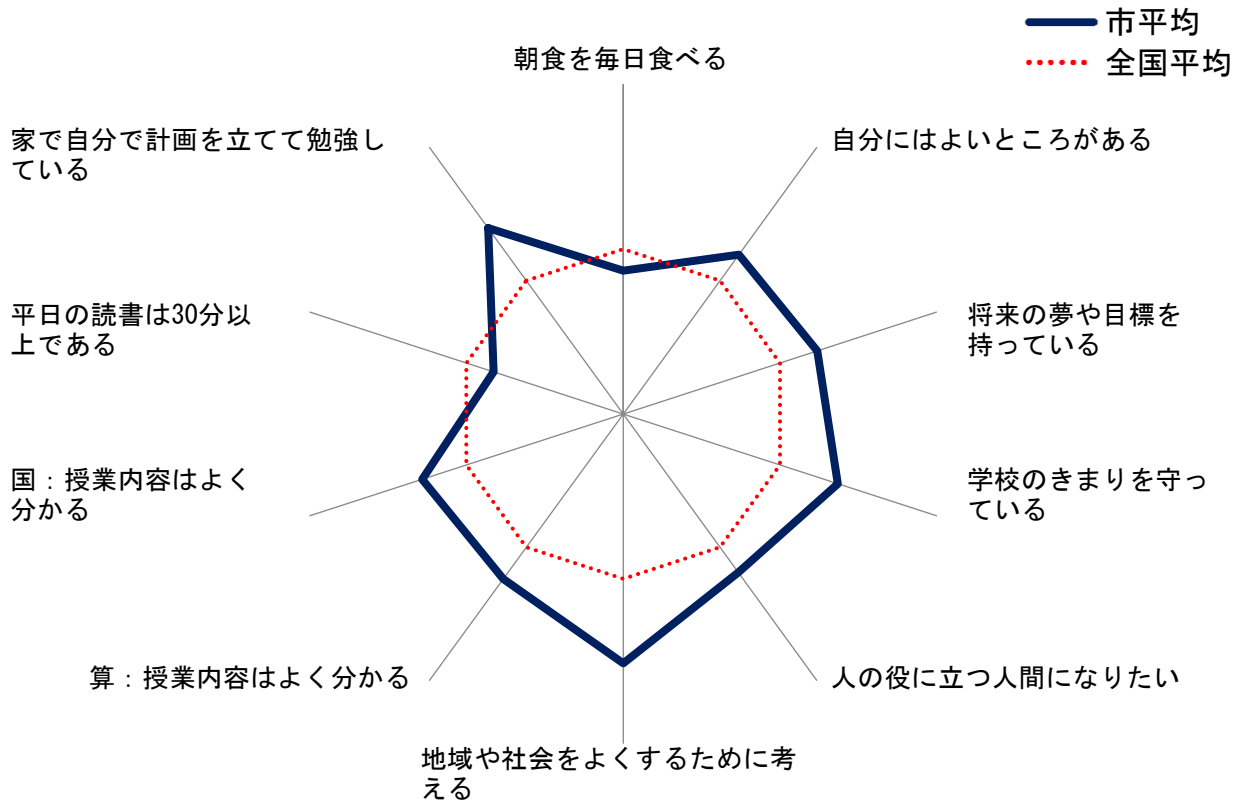 市平均
全国平均
朝食を毎日食べる
自分にはよいところがある
将来の夢や目標を
持っている
学校のきまりを守っ
ている
人の役に立つ人間になりたい
地域や社会をよくするために考
える
算：授業内容はよく分かる
国：授業内容はよく
分かる
平日の読書は30分以
上である
家で自分で計画を立てて勉強し
ている